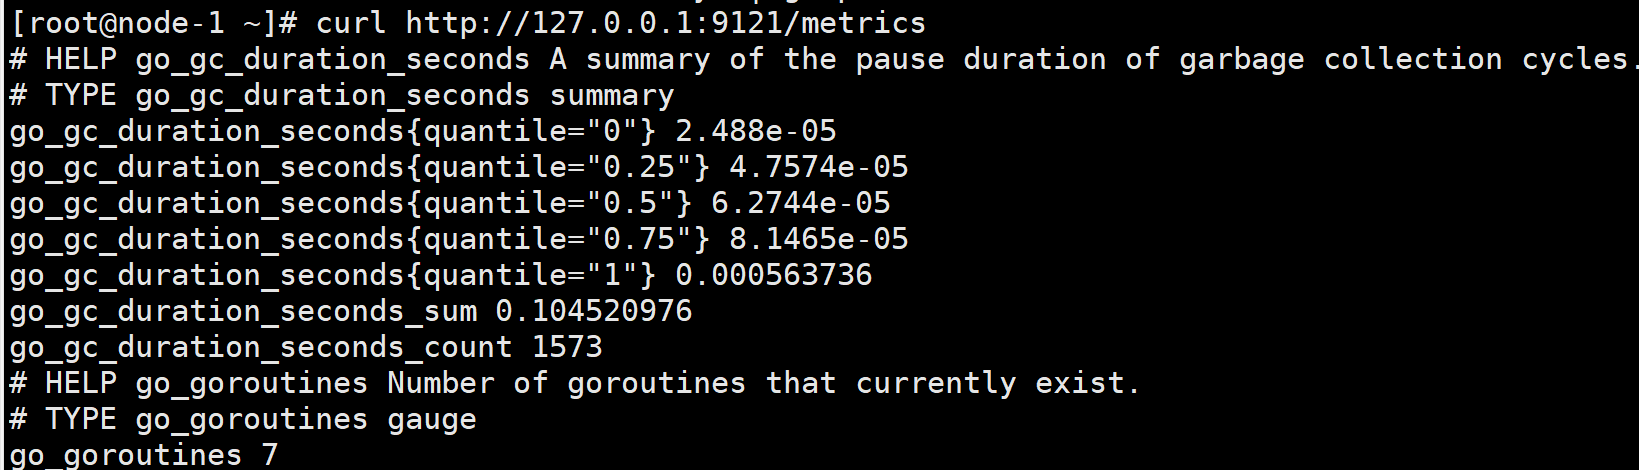 [root@node-1 ~]# curl http://127.0.0.1:9121/metrics
# HELP go_gc_duration_seconds A summary of the pause duration of garbage collection cycles.
# TYPE go_gc_duration_seconds summary
go_gc_duration_seconds{quantile="0"} 2.488e-05
go_gc_duration_seconds{quantile="0.25"} 4.7574e-05
go_gc_duration_seconds{quantile="0.5"} 6.2744e-05
go_gc_duration_seconds{quantile="0.75"} 8.1465e-05
go_gc_duration_seconds{quantile="1"} 0.000563736
go_gc_duration_seconds_sum 0.104520976
go_gc_duration_seconds_count 1573
# HELP go_goroutines Number of goroutines that currently exist.
# TYPE go_goroutines gauge
go_goroutines 7